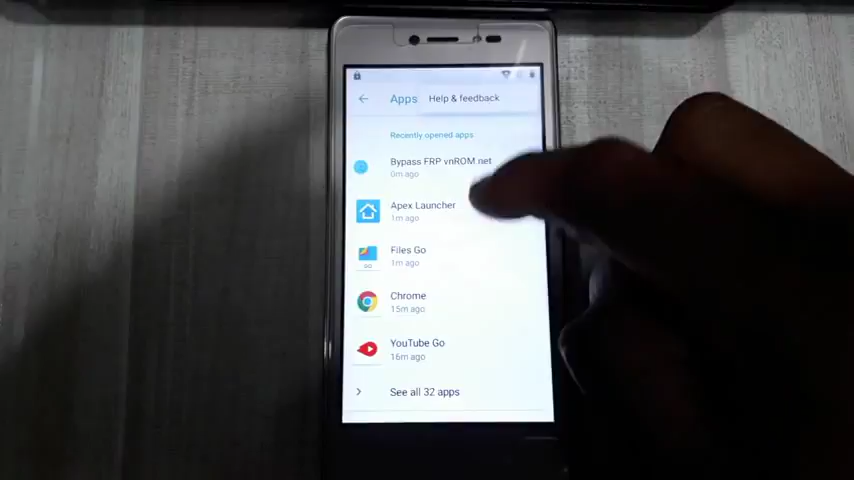 Apps
Help & feedback
Recently opened apps
Bypass FRP vnROM net
0m ago
Apex Launcher
1m ago
Files Go
1m ago
Chrome
15m ago
YouTube Go
16m ago
See all 32 apps